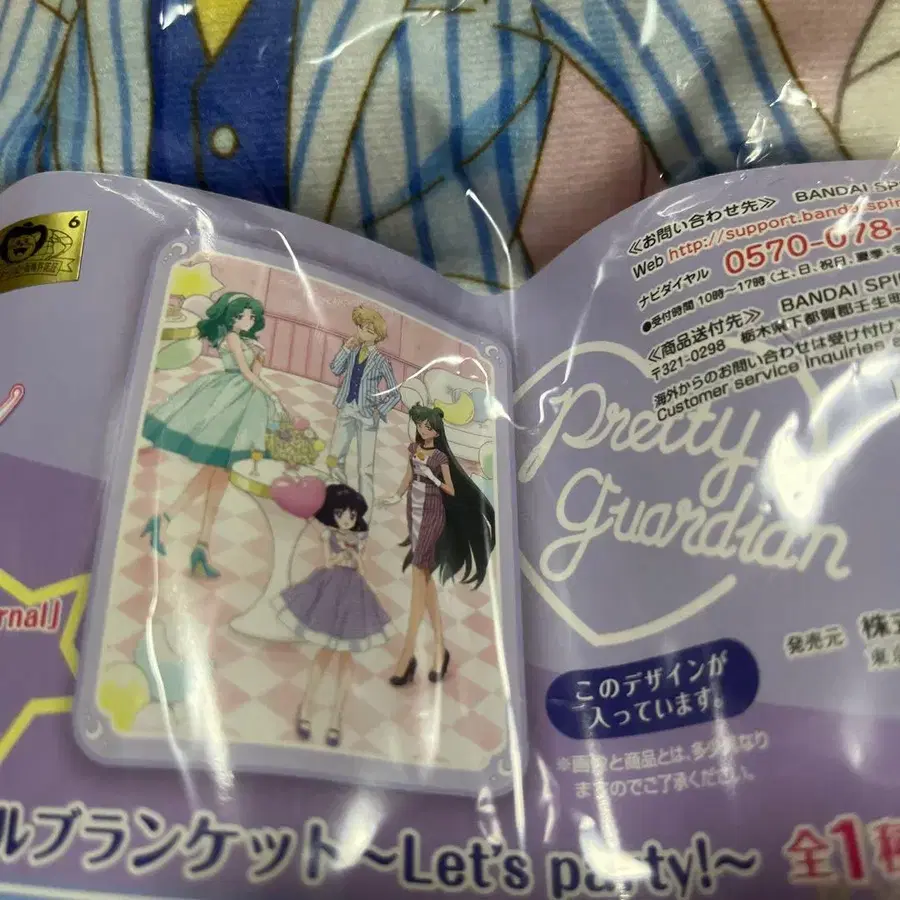 6
《お問い合わせ先》 BANDAI SPI
Web http://support.banda
ナビダイヤル 0570-078-
●受付時間 10時～17時(土、日、祝月、夏季・
《商品送付先》 BANDAI SPI
〒321-0298 栃木県下都賀郡壬生町
海外からのお問い合わせは受け付け
Customer service inquiries
Pretty
guardian
rnal」
発売元 株式
東京
このデザインが
入っています。
※画像と商品とは、多少異なり
ますのでご了承ください。
ルブランケット～Let's party!～ 全1種